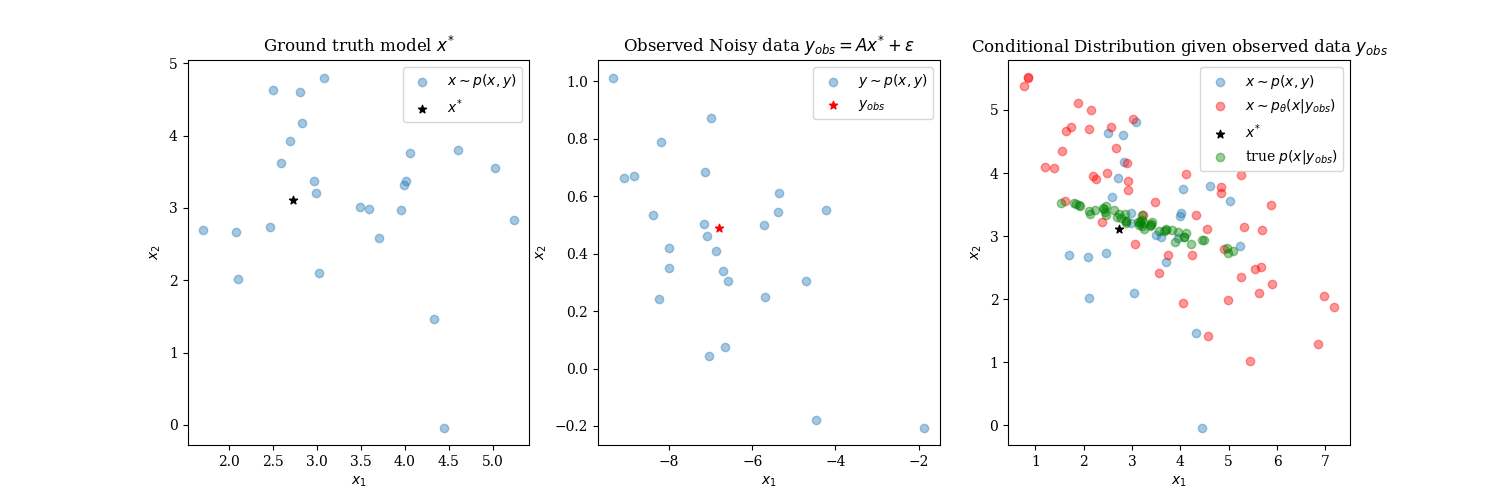 Ground truth model x*
5
4
3
2
1
0
x₂
2.0 2.5 3.0 3.5 4.0 4.5 5.0
x₁
x ~ p(x, y)
x*
Observed Noisy data y_obs = Ax* + ε
1.0
0.8
0.6
0.4
0.2
0.0
−0.2
x₂
−8 −6 −4 −2
x₁
y ~ p(x, y)
y_obs
Conditional Distribution given observed data y_obs
5
4
3
2
1
0
x₂
1 2 3 4 5 6 7
x₁
x ~ p(x, y)
x ~ p_θ(x|y_obs)
x*
true p(x|y_obs)